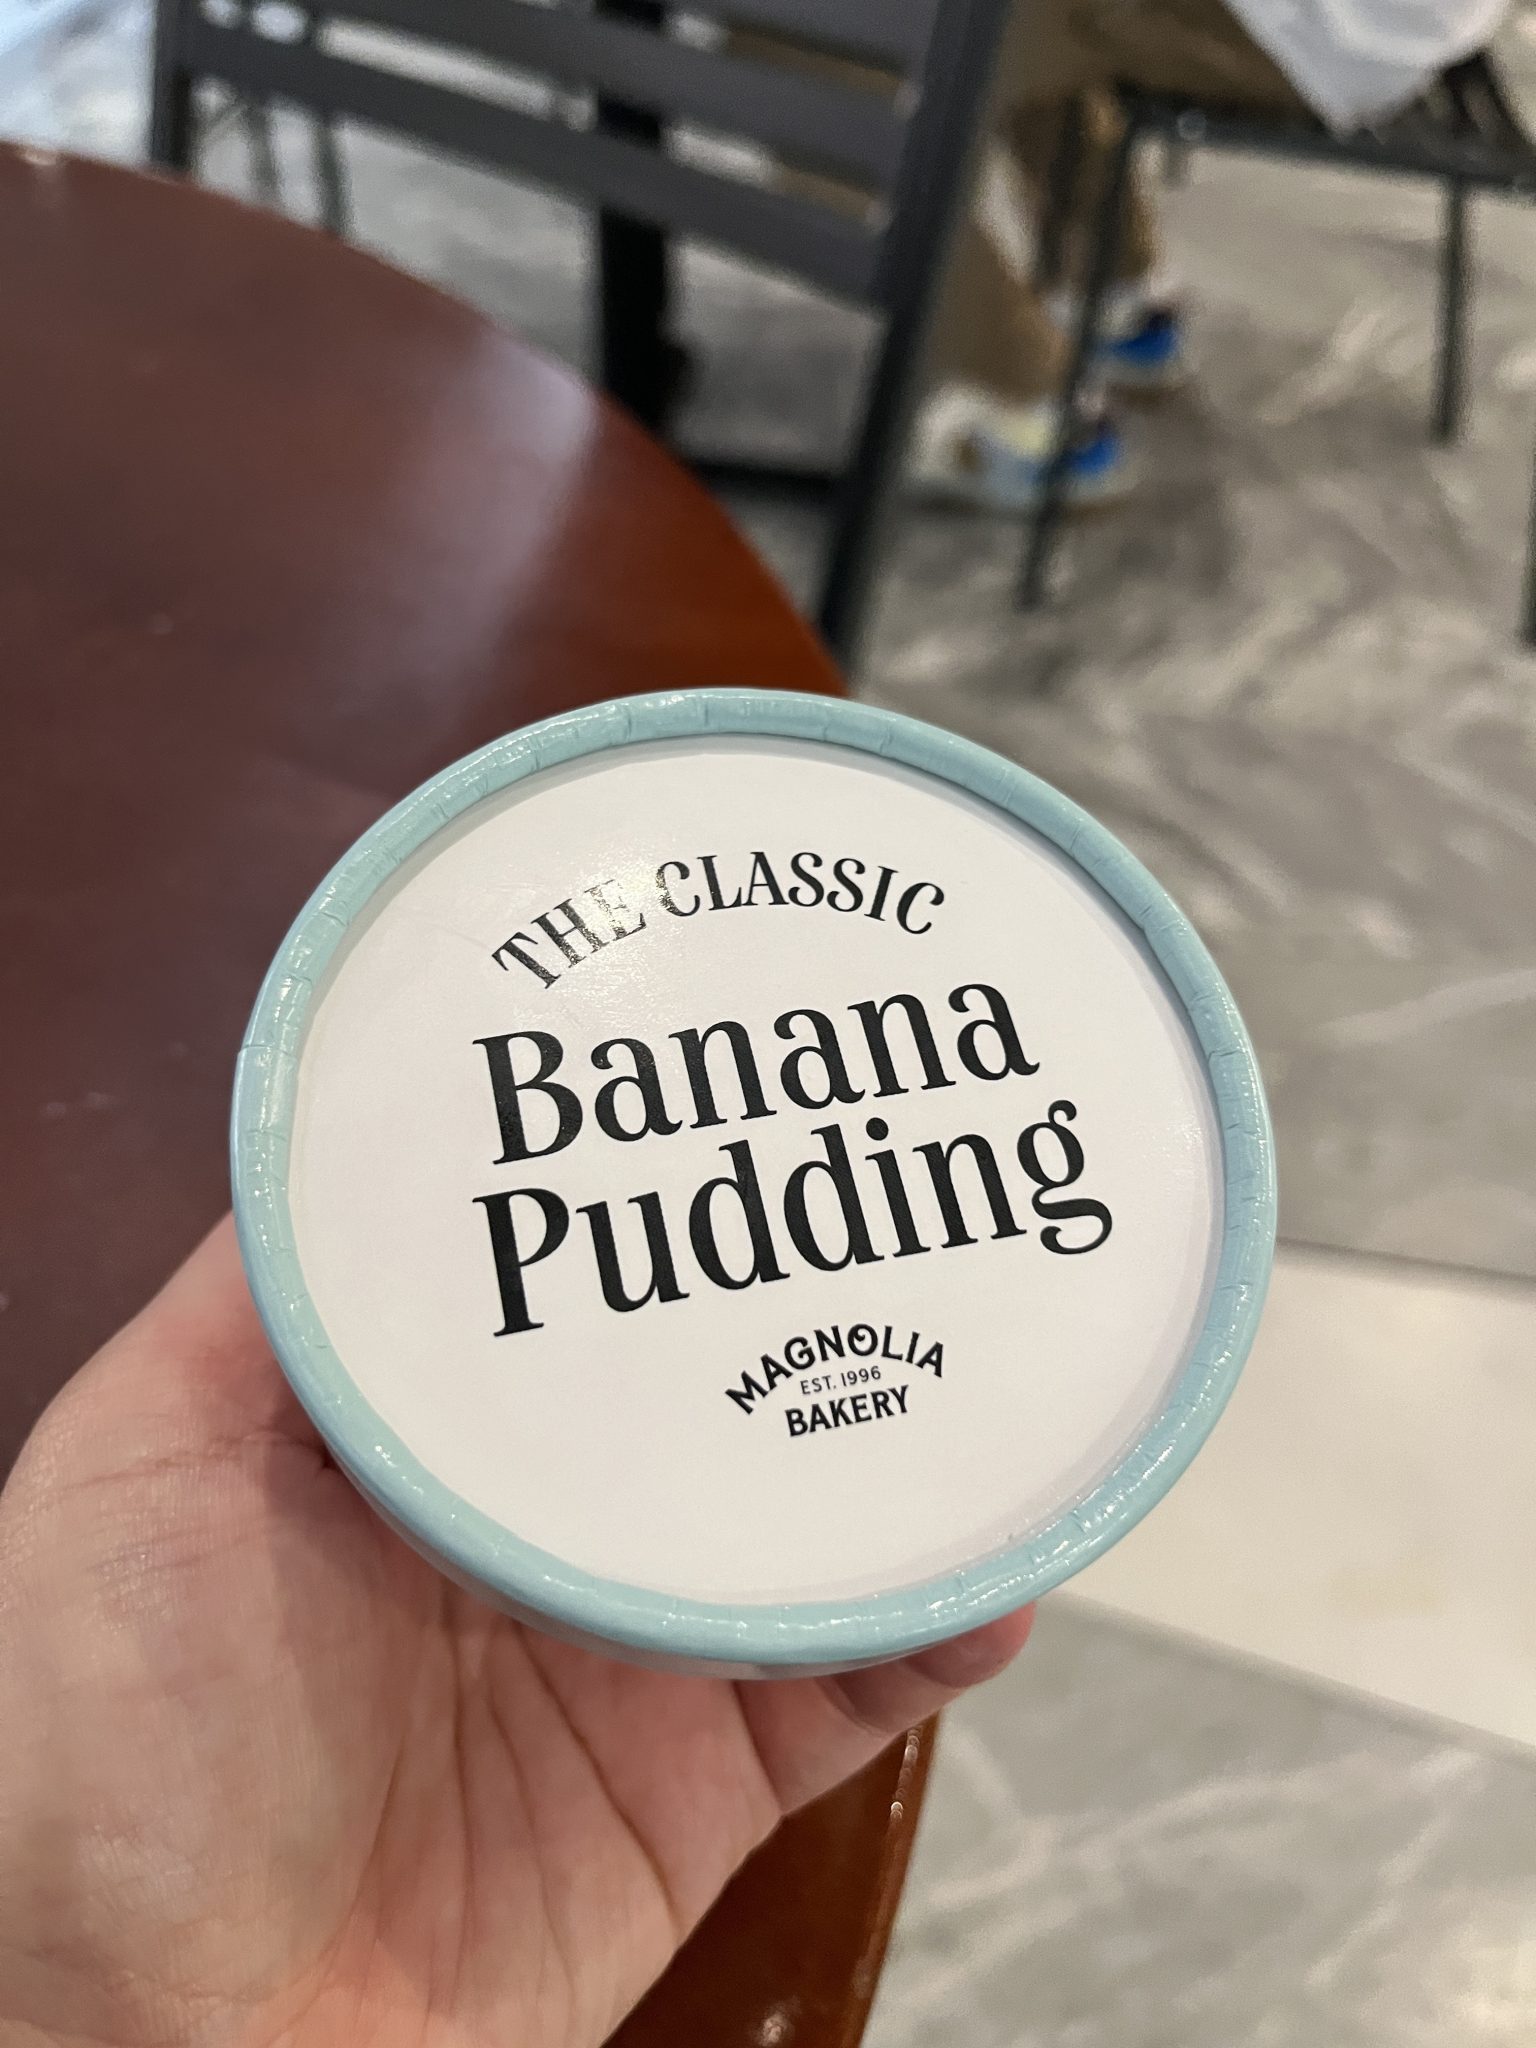 THE CLASSIC
Banana
Pudding
MAGNOLIA
EST. 1996
BAKERY